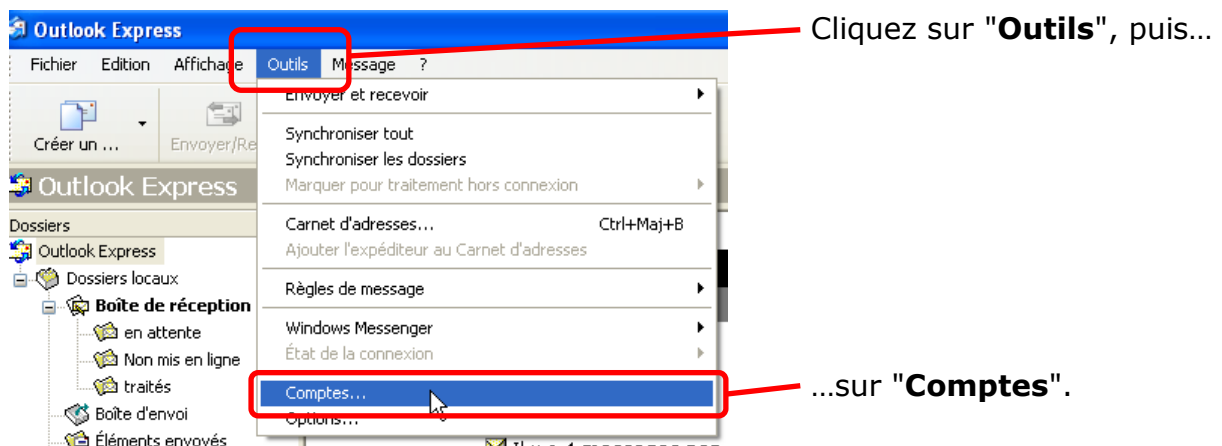 Outlook Express
Cliquez sur "Outils", puis…
Fichier Edition Affichage Outils Message ?
Envoyer et recevoir
Créer un ... Envoyer/Re
Synchroniser tout
Synchroniser les dossiers
Marquer pour traitement hors connexion
Outlook Express
Carnet d'adresses... Ctrl+Maj+B
Ajouter l'expéditeur au Carnet d'adresses
Dossiers
Outlook Express
Dossiers locaux
Boîte de réception
en attente
Non mis en ligne
traités
Boîte d'envoi
Éléments envoyés
Règles de message
Windows Messenger
État de la connexion
Comptes...
Options...
…sur "Comptes".